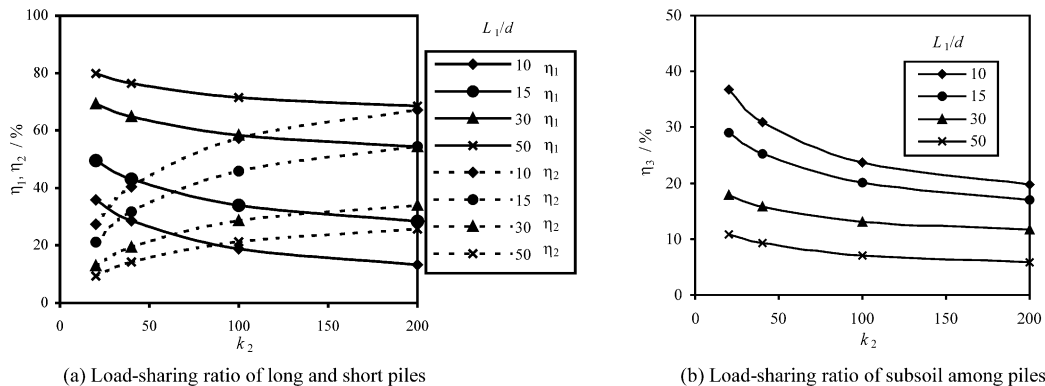 100
80
60
40
20
0
η1, η2 / %
0 50 100 150 200
k2
L1/d
10 η1
15 η1
30 η1
50 η1
10 η2
15 η2
30 η2
50 η2
(a) Load-sharing ratio of long and short piles
50
40
30
20
10
0
η3 / %
0 50 100 150 200
k2
L1/d
10
15
30
50
(b) Load-sharing ratio of subsoil among piles